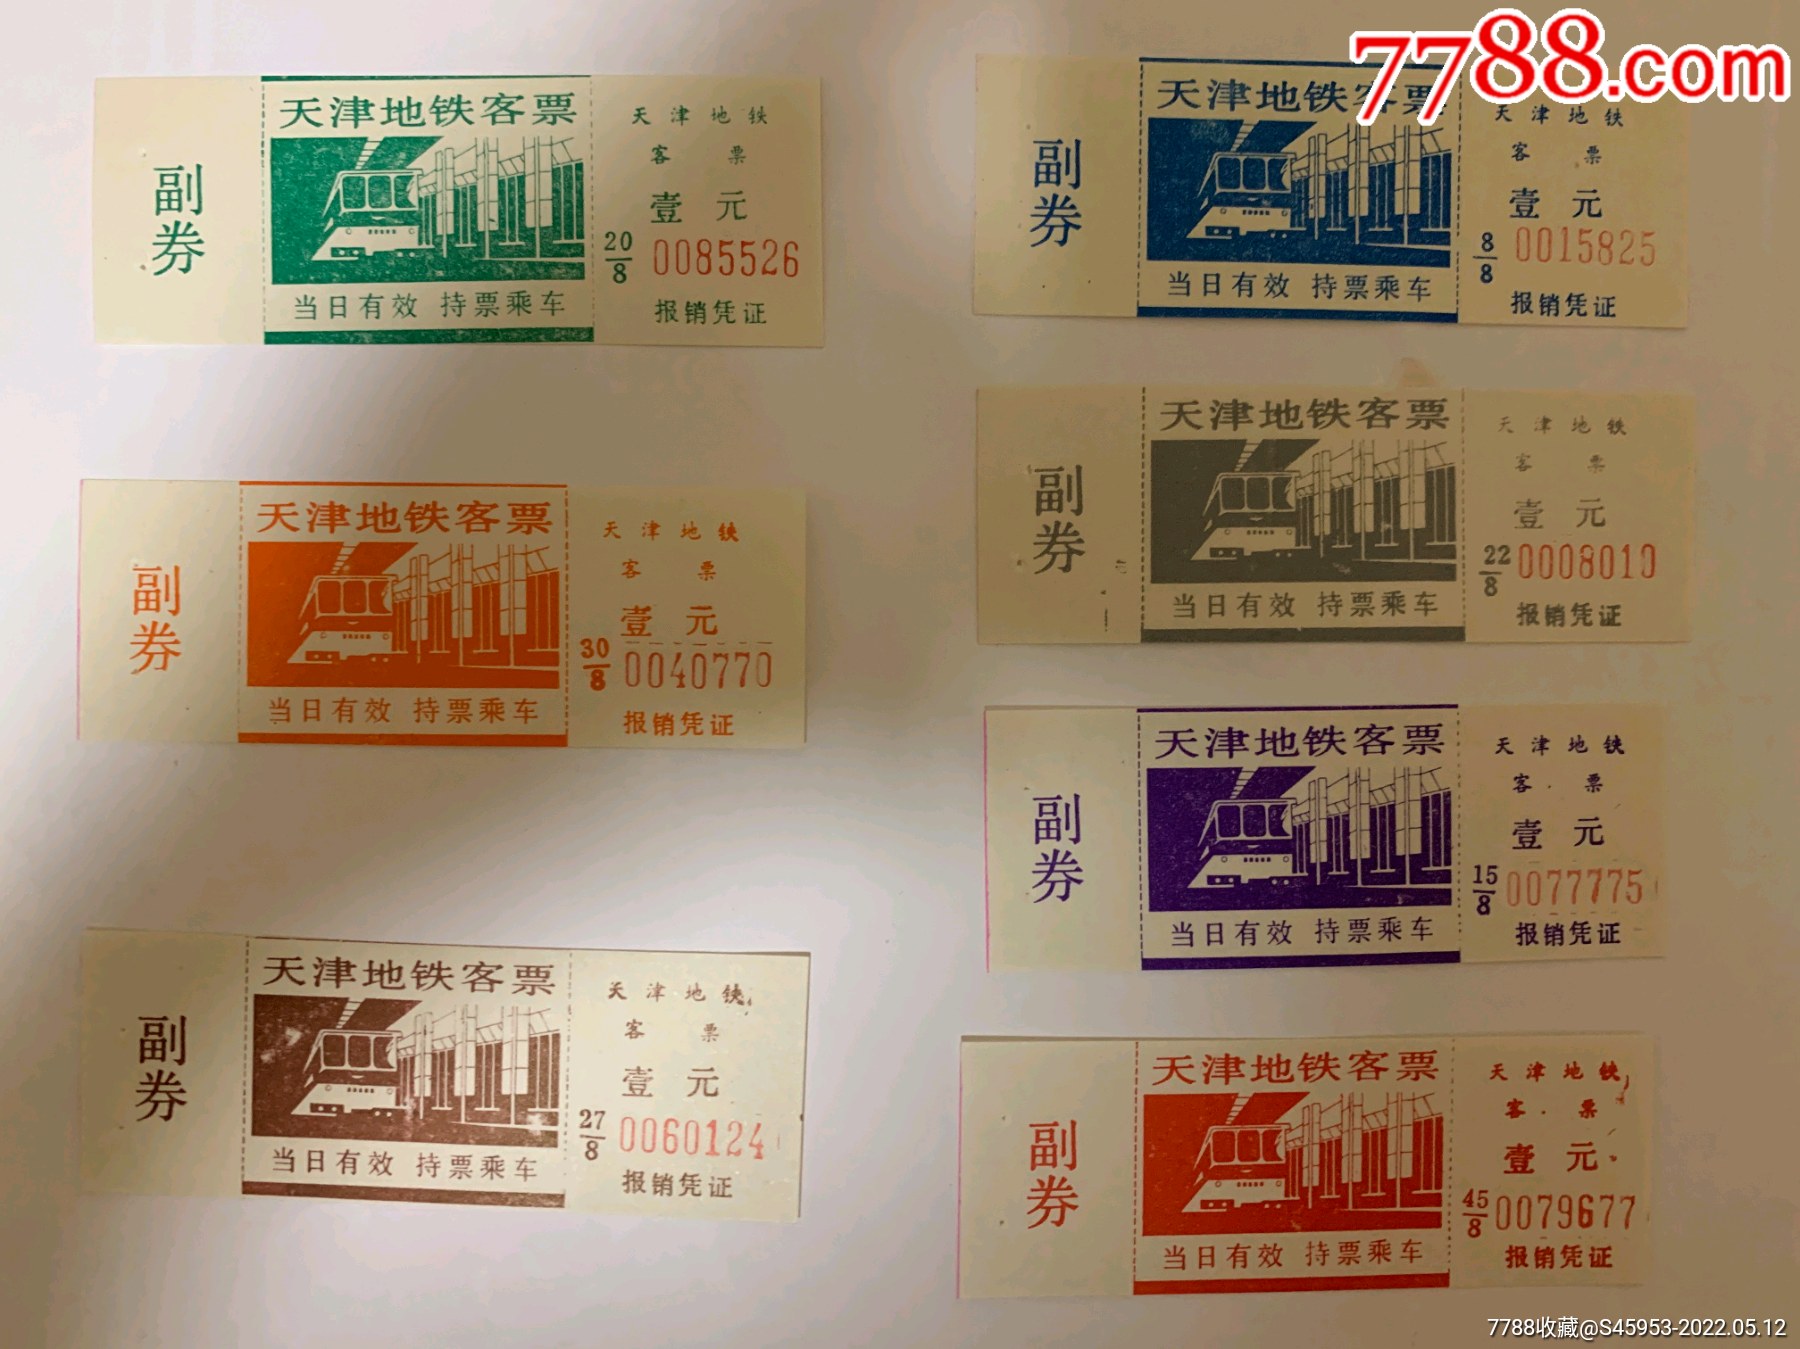 7788.com
副券
天津地铁客票
当日有效 持票乘车
天津地铁
客票
壹元
20/8 0085526
报销凭证
副券
天津地铁客票
当日有效 持票乘车
天津地铁
客票
壹元
30/8 0040770
报销凭证
副券
天津地铁客票
当日有效 持票乘车
天津地铁
客票
壹元
27/8 0060124
报销凭证
副券
天津地铁客票
当日有效 持票乘车
天津地铁
客票
壹元
8/8 0015825
报销凭证
副券
天津地铁客票
当日有效 持票乘车
天津地铁
客票
壹元
22/8 0008010
报销凭证
副券
天津地铁客票
当日有效 持票乘车
天津地铁
客票
壹元
15/8 0077775
报销凭证
副券
天津地铁客票
当日有效 持票乘车
天津地铁
客票
壹元
45/8 0079677
报销凭证
7788收藏@S45953-2022.05.12